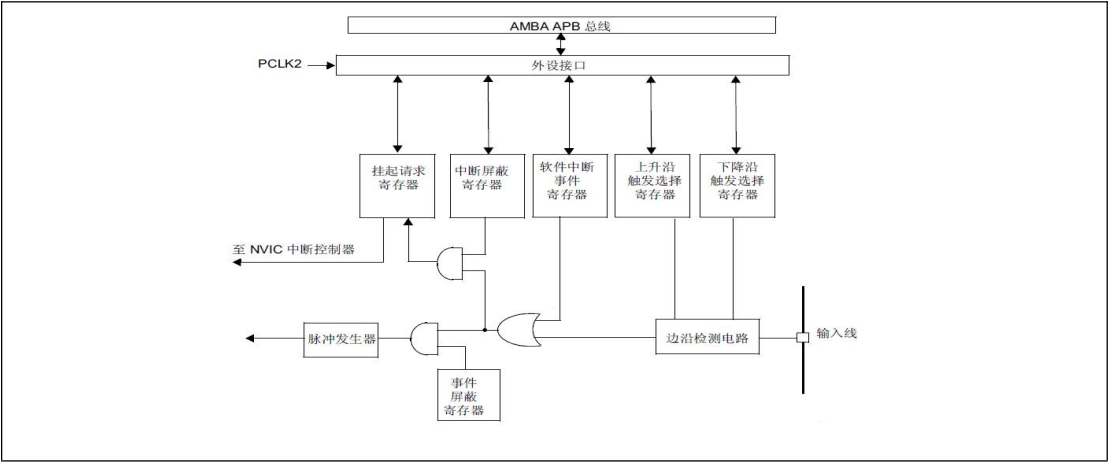 AMBA APB 总线
PCLK2
外设接口
挂起请求
寄存器
中断屏蔽
寄存器
软件中断
事件
寄存器
上升沿
触发选择
寄存器
下降沿
触发选择
寄存器
至 NVIC 中断控制器
脉冲发生器
边沿检测电路
输入线
事件
屏蔽
寄存器